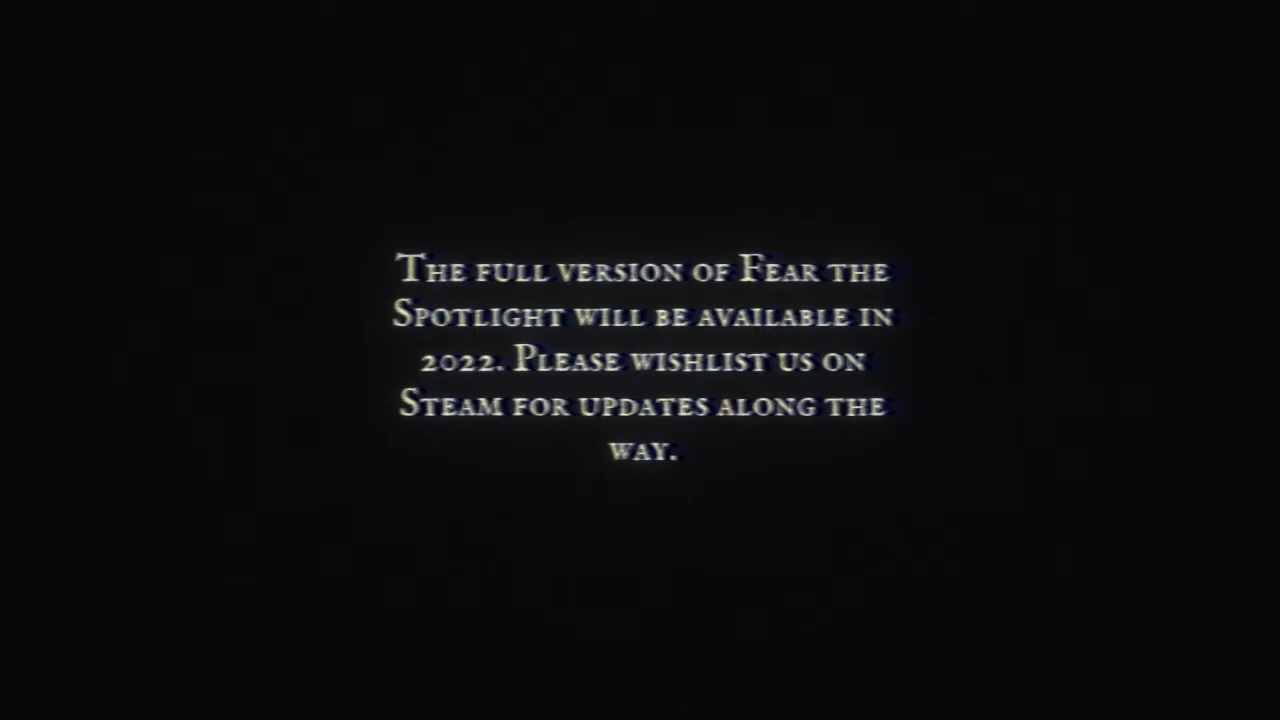 The full version of Fear the
Spotlight will be available in
2022. Please wishlist us on
Steam for updates along the
way.